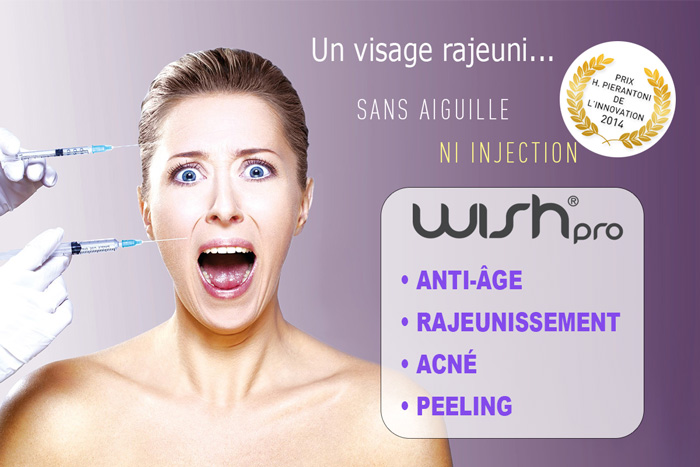 Un visage rajeuni...
SANS AIGUILLE
NI INJECTION
PRIX
H. PIERANTONI
DE
L'INNOVATION
2014
wish® pro
• ANTI-ÂGE
• RAJEUNISSEMENT
• ACNÉ
• PEELING